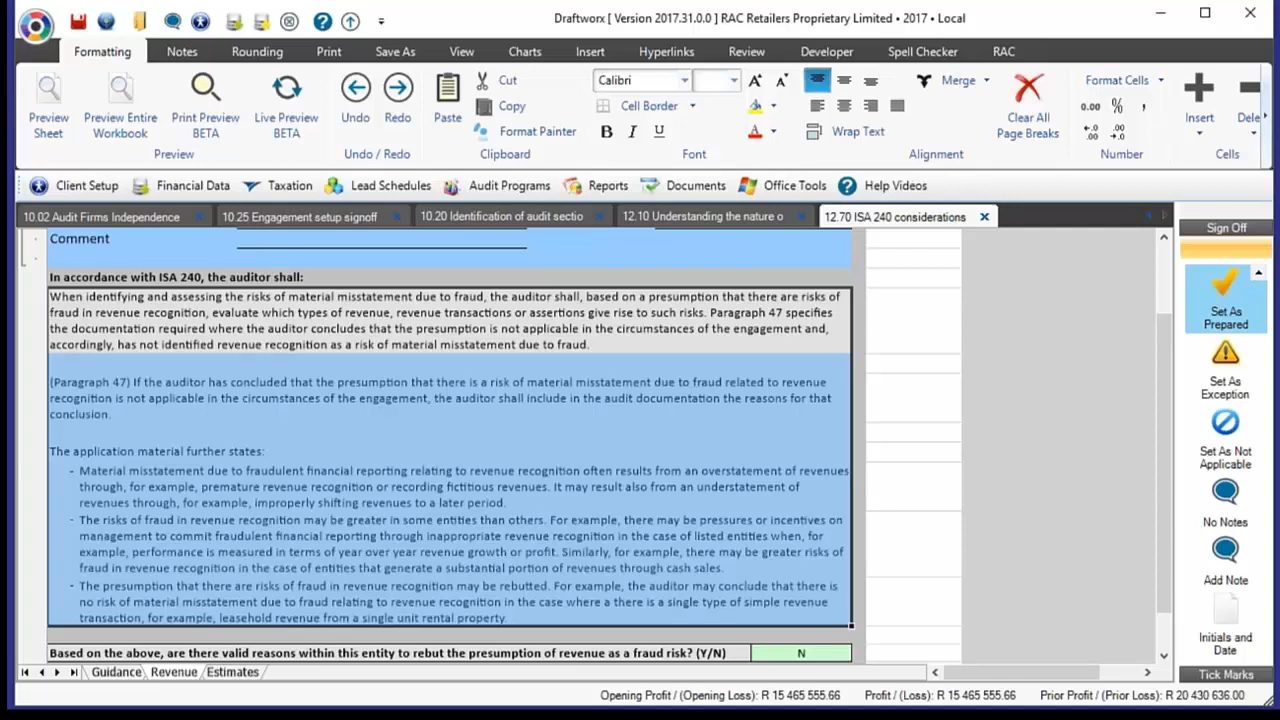 Draftworx [ Version 2017.31.0.0 ] RAC Retailers Proprietary Limited • 2017 • Local
Formatting Notes Rounding Print Save As View Charts Insert Hyperlinks Review Developer Spell Checker RAC
Preview Sheet
Preview Entire Workbook
Print Preview BETA
Live Preview BETA
Preview
Undo
Redo
Undo / Redo
Paste
Cut
Copy
Format Painter
Clipboard
Calibri
Cell Border
B I U
Font
Merge
Wrap Text
Clear All Page Breaks
Alignment
Format Cells
0.00 % ,
Number
Insert
Dele
Cells
Client Setup Financial Data Taxation Lead Schedules Audit Programs Reports Documents Office Tools Help Videos
10.02 Audit Firms Independence 10.25 Engagement setup signoff 10.20 Identification of audit sectio 12.10 Understanding the nature o 12.70 ISA 240 considerations
Comment
In accordance with ISA 240, the auditor shall:
When identifying and assessing the risks of material misstatement due to fraud, the auditor shall, based on a presumption that there are risks of
fraud in revenue recognition, evaluate which types of revenue, revenue transactions or assertions give rise to such risks. Paragraph 47 specifies
the documentation required where the auditor concludes that the presumption is not applicable in the circumstances of the engagement and,
accordingly, has not identified revenue recognition as a risk of material misstatement due to fraud.
(Paragraph 47) If the auditor has concluded that the presumption that there is a risk of material misstatement due to fraud related to revenue
recognition is not applicable in the circumstances of the engagement, the auditor shall include in the audit documentation the reasons for that
conclusion.
The application material further states:
- Material misstatement due to fraudulent financial reporting relating to revenue recognition often results from an overstatement of revenues
through, for example, premature revenue recognition or recording fictitious revenues. It may result also from an understatement of
revenues through, for example, improperly shifting revenues to a later period.
- The risks of fraud in revenue recognition may be greater in some entities than others. For example, there may be pressures or incentives on
management to commit fraudulent financial reporting through inappropriate revenue recognition in the case of listed entities when, for
example, performance is measured in terms of year over year revenue growth or profit. Similarly, for example, there may be greater risks of
fraud in revenue recognition in the case of entities that generate a substantial portion of revenues through cash sales.
- The presumption that there are risks of fraud in revenue recognition may be rebutted. For example, the auditor may conclude that there is
no risk of material misstatement due to fraud relating to revenue recognition in the case where a there is a single type of simple revenue
transaction, for example, leasehold revenue from a single unit rental property.
Based on the above, are there valid reasons within this entity to rebut the presumption of revenue as a fraud risk? (Y/N) N
Guidance Revenue Estimates
Sign Off
Set As Prepared
Set As Exception
Set As Not Applicable
No Notes
Add Note
Initials and Date
Tick Marks
Opening Profit / (Opening Loss): R 15 465 555.66 Profit / (Loss): R 15 465 555.66 Prior Profit / (Prior Loss): R 20 430 636.00